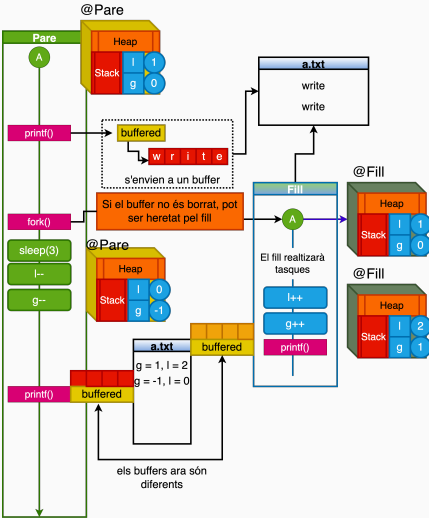 @Pare
Pare
A
Heap
Stack
l
1
g
0
a.txt
write
write
printf()
buffered
w r i t e
s'envien a un buffer
Si el buffer no és borrat, pot
ser heretat pel fill
fork()
Fill
A
@Fill
Heap
Stack
l
1
g
0
sleep(3)
l--
g--
@Pare
Heap
Stack
l
0
g
-1
El fill realtizarà
tasques
l++
g++
printf()
@Fill
Heap
Stack
l
2
g
1
buffered
a.txt
g = 1, l = 2
g = -1, l = 0
printf()
buffered
els buffers ara són
diferents